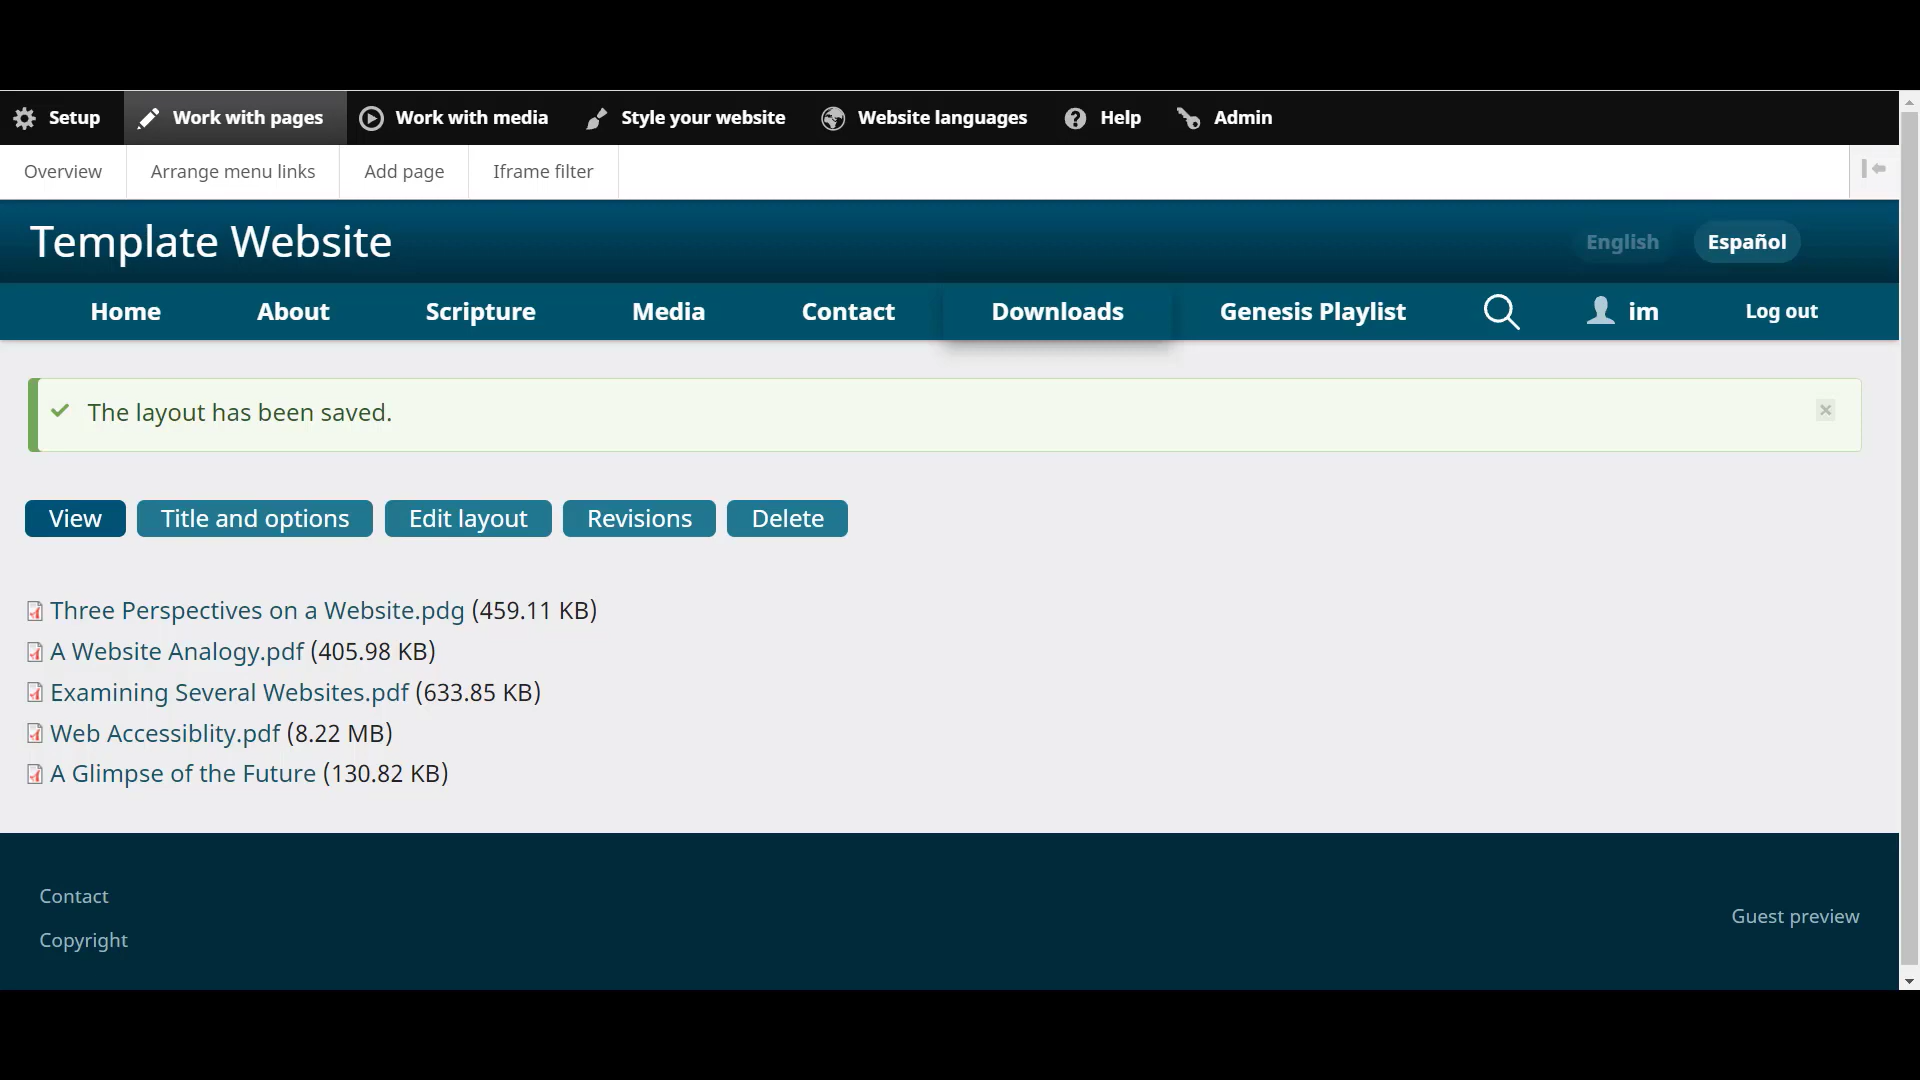 Setup Work with pages Work with media Style your website Website languages Help Admin
Overview Arrange menu links Add page Iframe filter
Template Website English Español
Home About Scripture Media Contact Downloads Genesis Playlist im Log out
The layout has been saved.
View Title and options Edit layout Revisions Delete
Three Perspectives on a Website.pdg (459.11 KB)
A Website Analogy.pdf (405.98 KB)
Examining Several Websites.pdf (633.85 KB)
Web Accessiblity.pdf (8.22 MB)
A Glimpse of the Future (130.82 KB)
Contact
Guest preview
Copyright